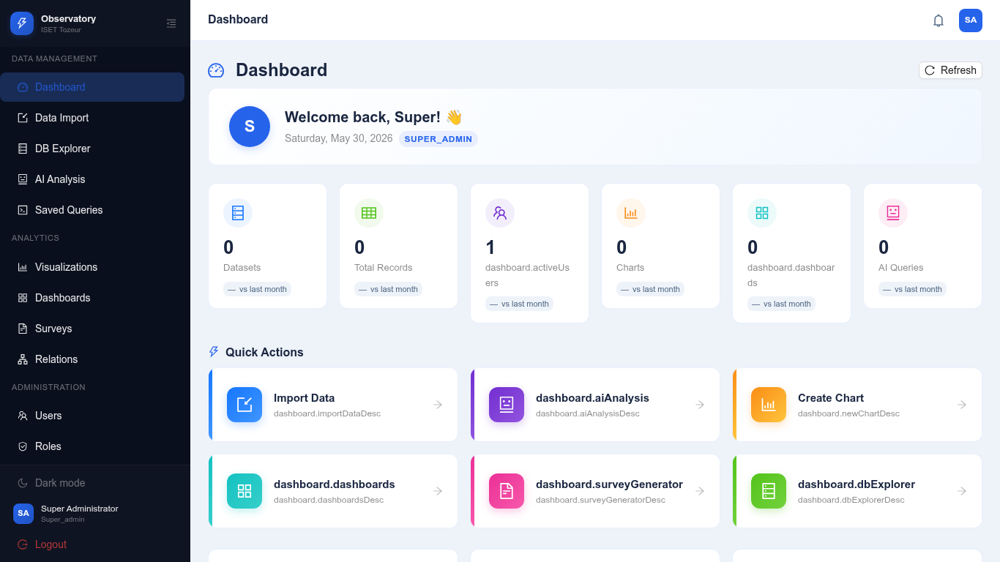 Observatory
ISET Tozeur
DATA MANAGEMENT
Dashboard
Data Import
DB Explorer
AI Analysis
Saved Queries
ANALYTICS
Visualizations
Dashboards
Surveys
Relations
ADMINISTRATION
Users
Roles
Dark mode
SA
Super Administrator
Super_admin
Logout
Dashboard
SA
Dashboard
Refresh
S
Welcome back, Super! 👋
Saturday, May 30, 2026 SUPER_ADMIN
0
Datasets
— vs last month
0
Total Records
— vs last month
1
dashboard.activeUs
ers
— vs last month
0
Charts
— vs last month
0
dashboard.dashboar
ds
— vs last month
0
AI Queries
— vs last month
Quick Actions
Import Data
dashboard.importDataDesc
dashboard.aiAnalysis
dashboard.aiAnalysisDesc
Create Chart
dashboard.newChartDesc
dashboard.dashboards
dashboard.dashboardsDesc
dashboard.surveyGenerator
dashboard.surveyGeneratorDesc
dashboard.dbExplorer
dashboard.dbExplorerDesc